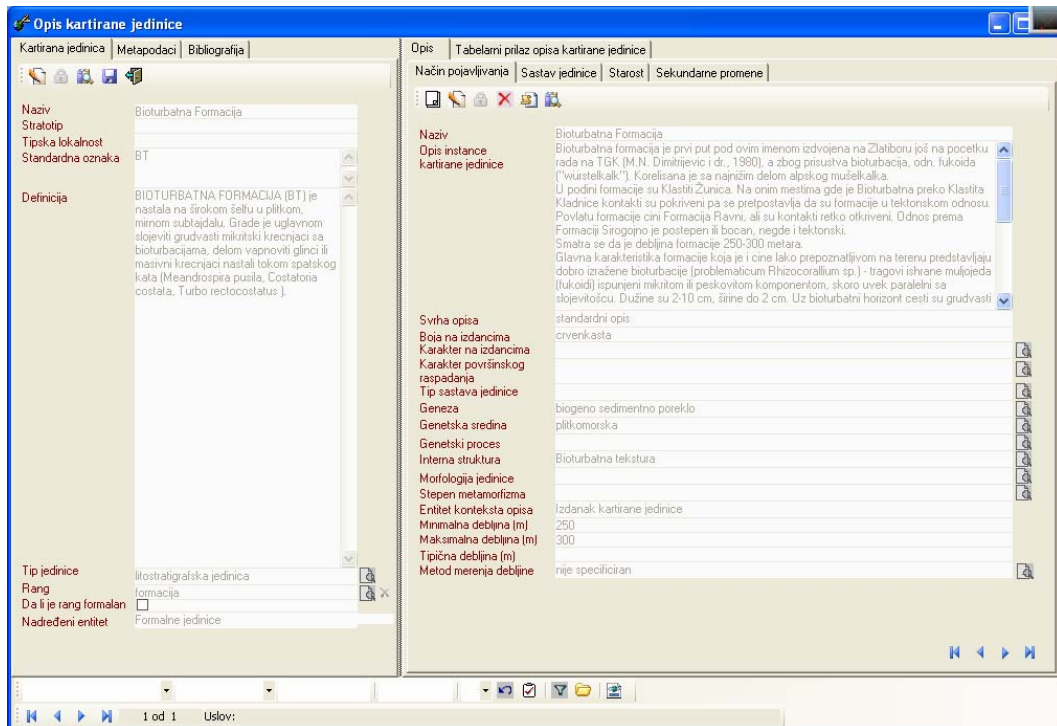 Opis kartirane jedinice
Kartirana jedinica Metapodaci Bibliografija
Naziv Bioturbatna Formacija
Stratotip
Tipska lokalnost
Standardna oznaka BT
Definicija BIOTURBATNA FORMACIJA (BT) je
nastala na širokom šelfu u plitkom,
mirnom subtajdalu. Grade je uglavnom
slojeviti grudvasti mikritski krecnjaci sa
bioturbacijama, delom vapnoviti glinci ili
masivni krecnjaci nastali tokom spatskog
kata (Meandrospira pusila, Costatoria
costata, Turbo rectocostatus ).
Tip jedinice litostratigrafska jedinica
Rang formacija
Da li je rang formalan
Nadređeni entitet Formalne jedinice
Opis Tabelarni prilaz opisa kartirane jedinice
Način pojavljivanja Sastav jedinice Starost Sekundarne promene
Naziv Bioturbatna Formacija
Opis instance
kartirane jedinice
Bioturbatna formacija je prvi put pod ovim imenom izdvojena na Zlatiboru još na pocetku
rada na TGK (M.N. Dimitrijevic i dr., 1980), a zbog prisustva bioturbacija, odn. fukoida
("würstelkalk"). Korelisana je sa najnižim delom alpskog mušelkalka.
U podini formacije su Klastiti Žunica. Na onim mestima gde je Bioturbatna preko Klastita
Kladnice kontakti su pokriveni pa se pretpostavlja da su formacije u tektonskom odnosu.
Povlatu formacije cini Formacija Ravni, ali su kontakti retko otkriveni. Odnos prema
Formaciji Sirogojno je postepen ili bocan, negde i tektonski.
Smatra se da je debljina formacije 250-300 metara.
Glavna karakteristika formacije koja je i cine lako prepoznatljivom na terenu predstavljaju
dobro izražene bioturbacije (problematicum Rhizocorallium sp.) - tragovi ishrane muljojeda
(fukoidi) ispunjeni mikritom ili peskovitom komponentom, skoro uvek paralelni sa
slojevitošcu. Dužine su 2-10 cm, širine do 2 cm. Uz bioturbatni horizont cesti su grudvasti
Svrha opisa standardni opis
Boja na izdancima crvenkasta
Karakter na izdancima
Karakter površinskog
raspadanja
Tip sastava jedinice
Geneza biogeno sedimentno poreklo
Genetska sredina plitkomorska
Genetski proces
Interna struktura Bioturbatna tekstura
Morfologija jedinice
Stepen metamorfizma
Entitet konteksta opisa Izdanak kartirane jedinice
Minimalna debljina (m) 250
Maksimalna debljina (m) 300
Tipična debljina (m)
Metod merenja debljine nije specificiran
1 od 1 Uslov: